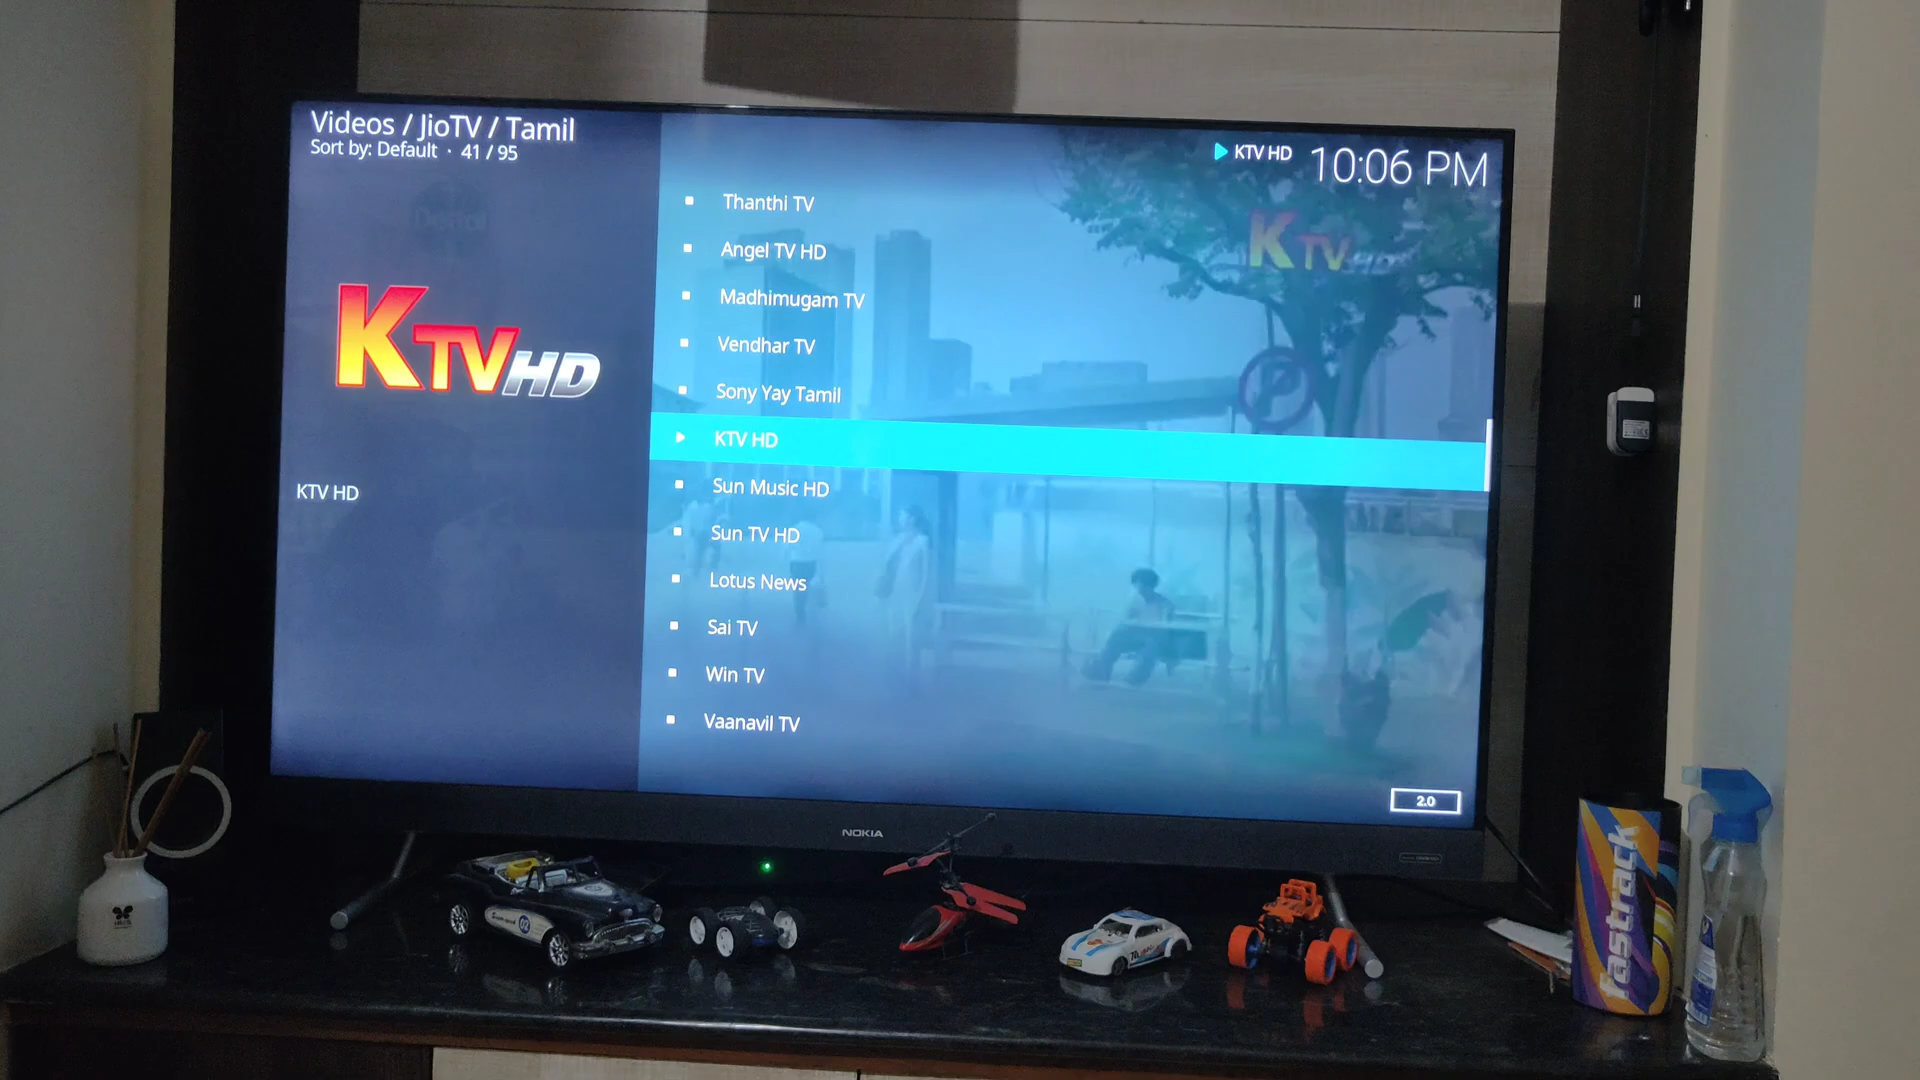 Videos / JioTV / Tamil
Sort by: Default · 41 / 95
KTV HD
10:06 PM
KTV HD
KTV HD
Thanthi TV
Angel TV HD
Madhimugam TV
Vendhar TV
Sony Yay Tamil
KTV HD
Sun Music HD
Sun TV HD
Lotus News
Sai TV
Win TV
Vaanavil TV
KTV
P
2.0
NOKIA
fastrack